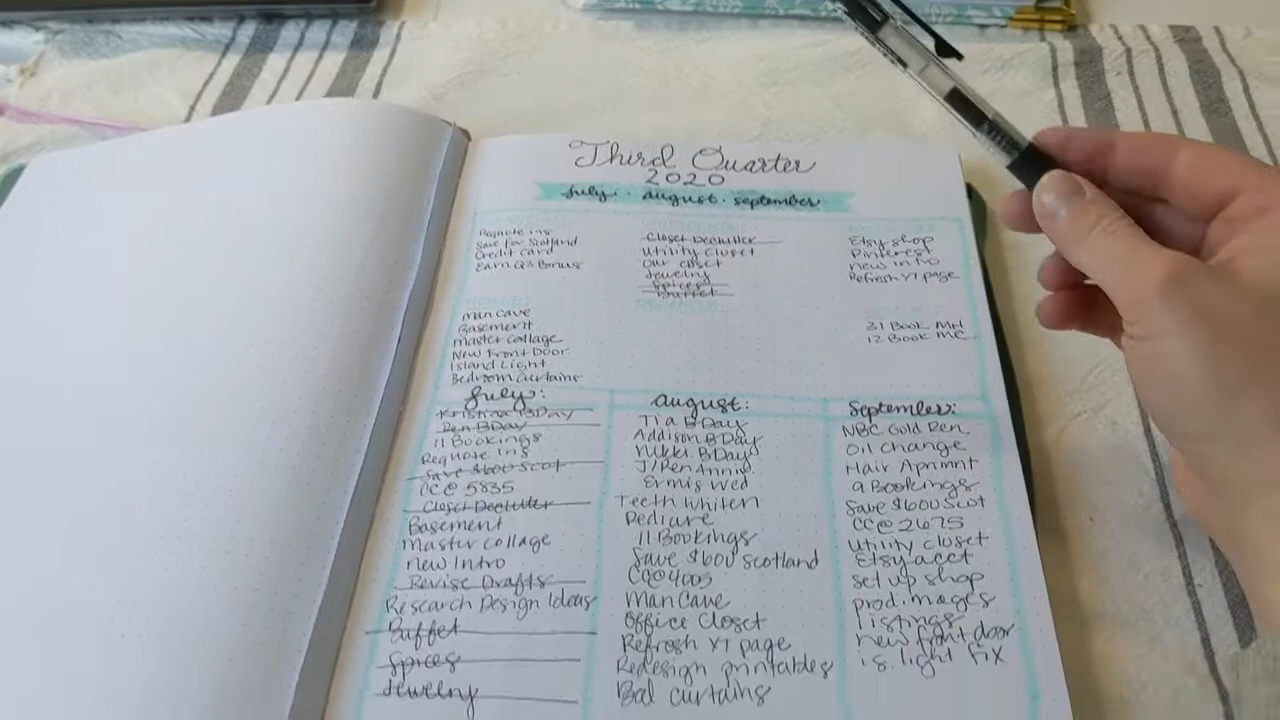 Third Quarter
2020
july. august. september
Reqnote ins
Save for Scotland
Credit Card
Earn Q3 Bonus
Closet Declutter
Utility Closet
Our closet
Jewelry
Spices
Buffet
Etsy shop
Pinterest
new intro
Refresh YT page
man cave
Basement
Master Collage
New Front Door
Island Light
Bedroom Curtains
31 Book MH
12 Book MC
July:
Kristina BDay
Ren BDay
11 Bookings
Reqnote ins
Save $600 Scot
CC@ 5835
Closet Declutter
Basement
Master Collage
new intro
Revise Drafts
Research Design Ideas
Buffet
Spices
Jewelry
august:
Tia BDay
Addison BDay
Nikki BDay
J/Ren Anniv
Ermis Wed
Teeth Whiten
Pedicure
11 Bookings
Save $600 Scotland
CC@4005
Man Cave
Office Closet
Refresh YT page
Redesign printables
Bal curtains
September:
NBC Gold Ren
Oil change
Hair Apnmnt
9 Bookings
Save $600 Scot
CC@2675
Utility closet
Etsy acct
set up shop
prod. images
listings
new front door
is. light fix